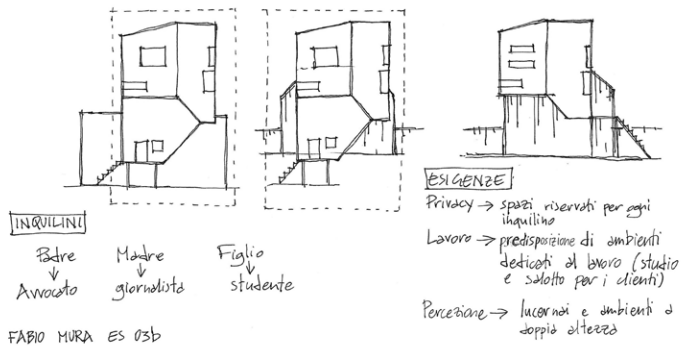 INQUILINI
Padre Madre Figlio
Avvocato giornalista studente
FABIO MURA ES 03b
ESIGENZE
Privacy → spazi riservati per ogni
inquilino
Lavoro → predisposizione di ambienti
dedicati al lavoro (studio
e salotto per i clienti)
Percezione → lucernai e ambienti a
doppia altezza